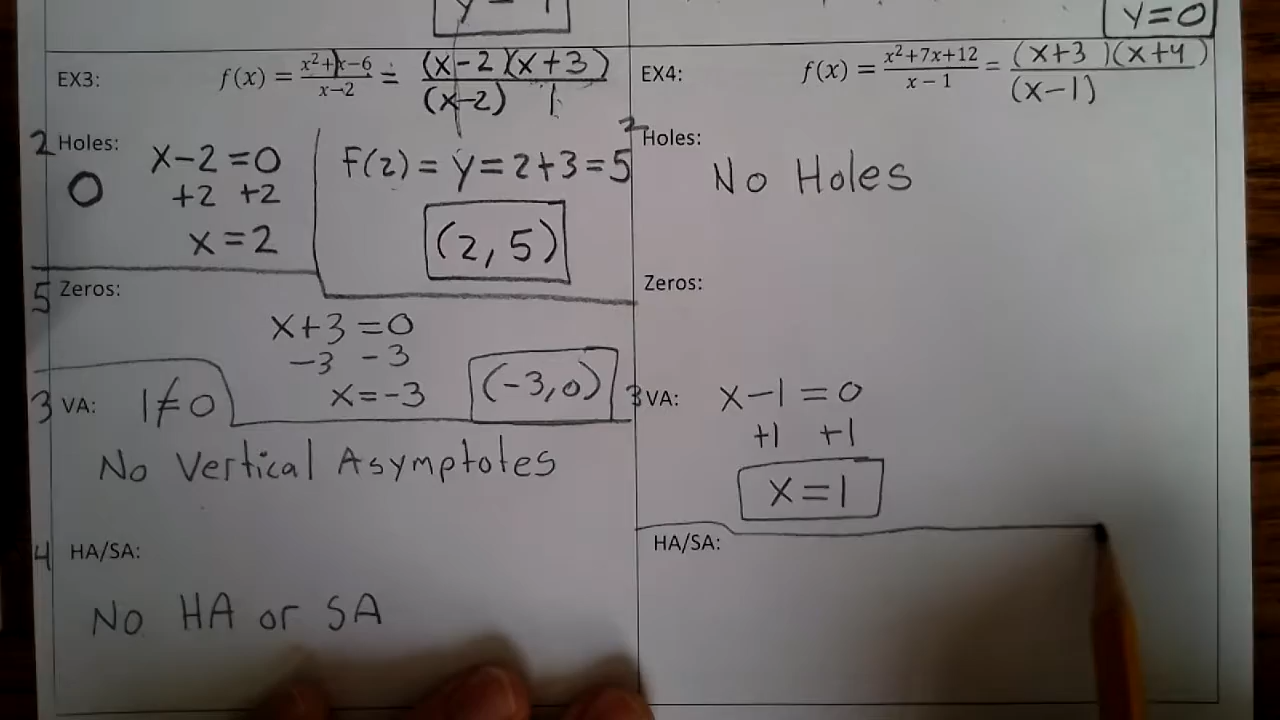 y = 1
y=0
EX3: f(x) = x²+x-6 / x-2 = (x-2)(x+3) / (x-2) 1
2 Holes:
0
x-2=0
+2 +2
x=2
F(2) = y=2+3=5
(2, 5)
5 Zeros:
x+3=0
-3 -3
x=-3
(-3,0)
3 VA: 1≠0
No Vertical Asymptotes
4 HA/SA:
No HA or SA
EX4: f(x) = x²+7x+12 / x-1 = (x+3)(x+4) / (x-1)
2 Holes:
No Holes
Zeros:
3 VA: x-1=0
+1 +1
x=1
HA/SA: